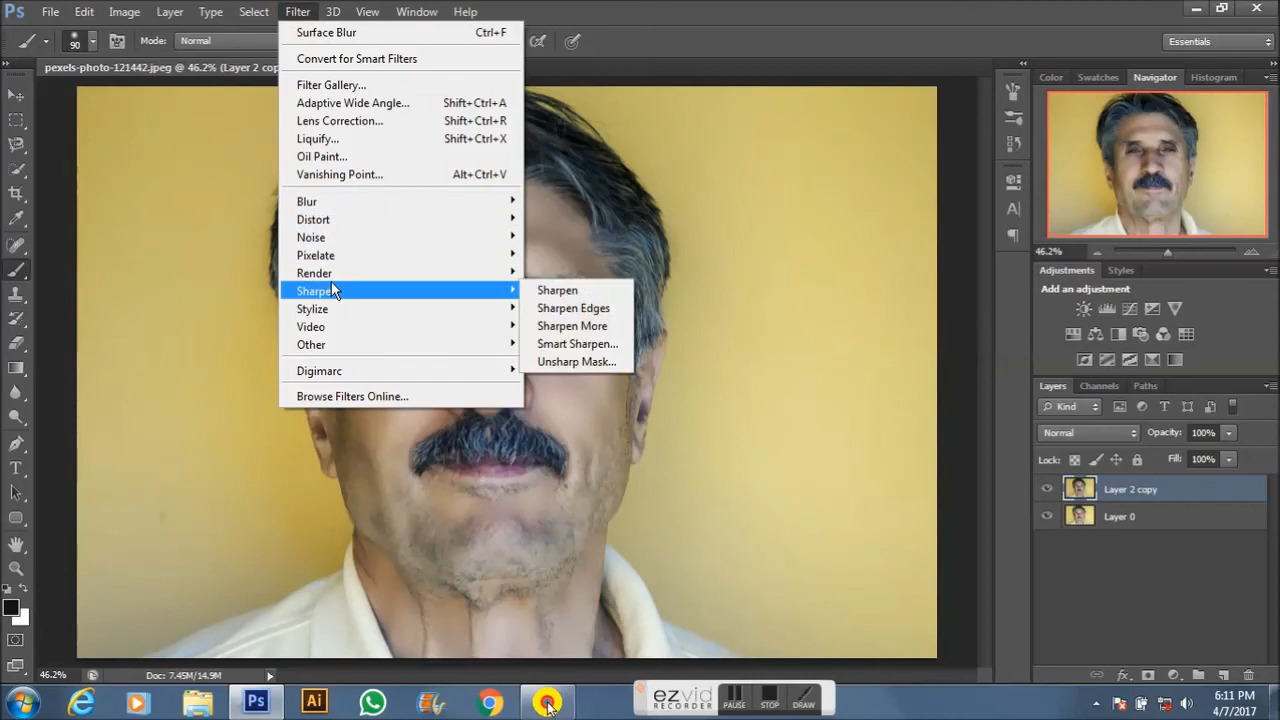 Ps File Edit Image Layer Type Select Filter 3D View Window Help
90 Mode: Normal Essentials
pexels-photo-121442.jpeg @ 46.2% (Layer 2 cop
Surface Blur Ctrl+F
Convert for Smart Filters
Filter Gallery...
Adaptive Wide Angle... Shift+Ctrl+A
Lens Correction... Shift+Ctrl+R
Liquify... Shift+Ctrl+X
Oil Paint...
Vanishing Point... Alt+Ctrl+V
Blur
Distort
Noise
Pixelate
Render
Sharpen
Stylize
Video
Other
Digimarc
Browse Filters Online...
Sharpen
Sharpen Edges
Sharpen More
Smart Sharpen...
Unsharp Mask...
Color Swatches Navigator Histogram
46.2%
Adjustments Styles
Add an adjustment
Layers Channels Paths
Kind
Normal Opacity: 100%
Lock: Fill: 100%
Layer 2 copy
Layer 0
46.2% Doc: 7.45M/14.9M
Ps Ai
ezvid
RECORDER
PAUSE STOP DRAW
6:11 PM
4/7/2017